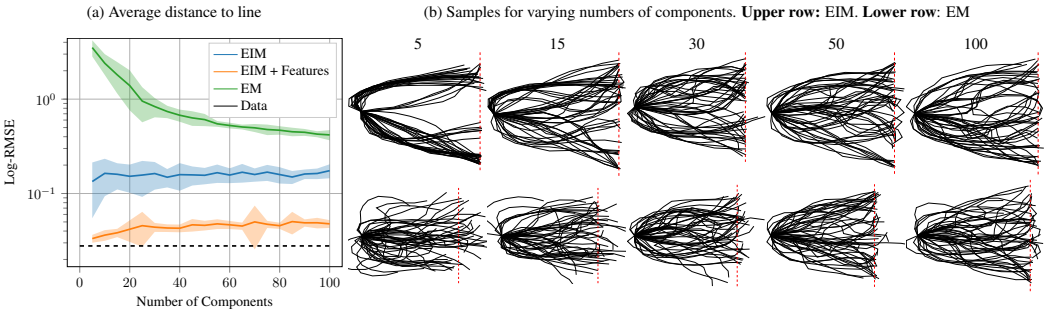 (a) Average distance to line
(b) Samples for varying numbers of components. Upper row: EIM. Lower row: EM
EIM
EIM + Features
EM
Data
10⁰
10⁻¹
Log-RMSE
0 20 40 60 80 100
Number of Components
5 15 30 50 100